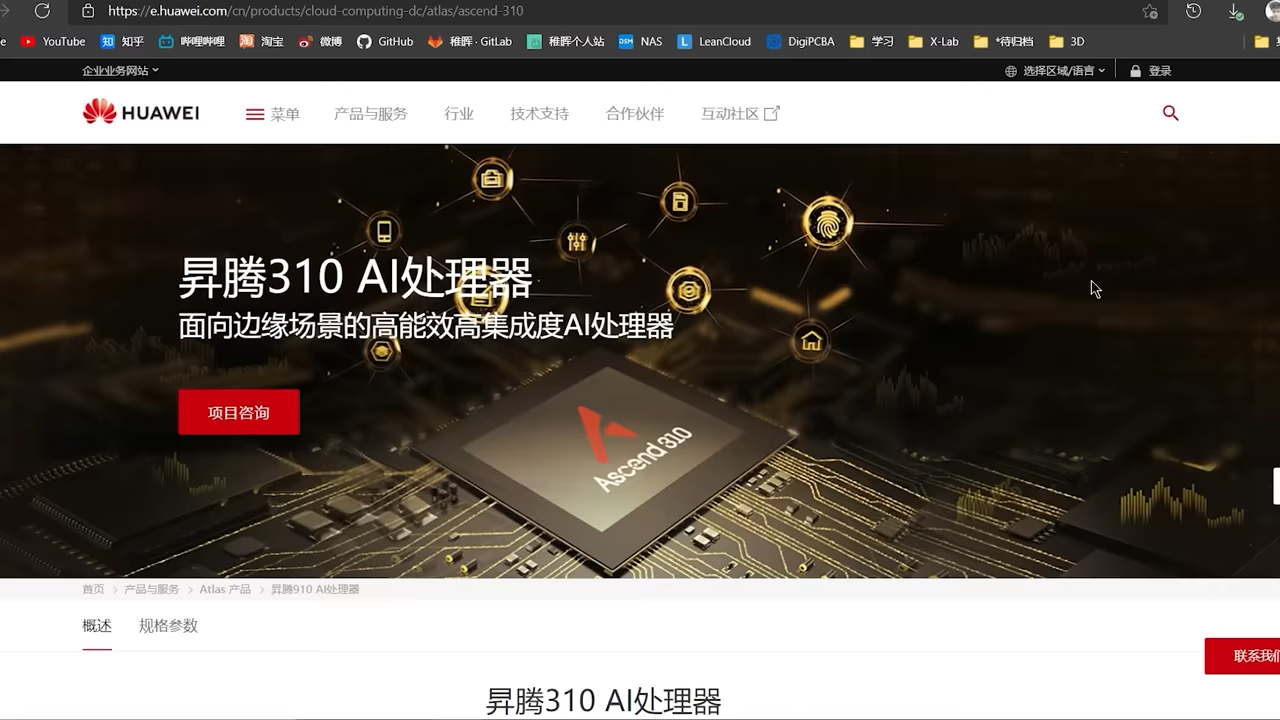 https://e.huawei.com/cn/products/cloud-computing-dc/atlas/ascend-310
YouTube 知 知乎 哔哩哔哩 淘 淘宝 微博 GitHub 稚晖 · GitLab 稚晖个人站 DSM NAS L LeanCloud DigiPCBA 学习 X-Lab *待归档 3D
企业业务网站 选择区域/语言 登录
HUAWEI 菜单 产品与服务 行业 技术支持 合作伙伴 互动社区
昇腾310 AI处理器
面向边缘场景的高能效高集成度AI处理器
项目咨询
Ascend 310
首页 > 产品与服务 > Atlas 产品 > 昇腾910 AI处理器
概述 规格参数
联系我们
昇腾310 AI处理器